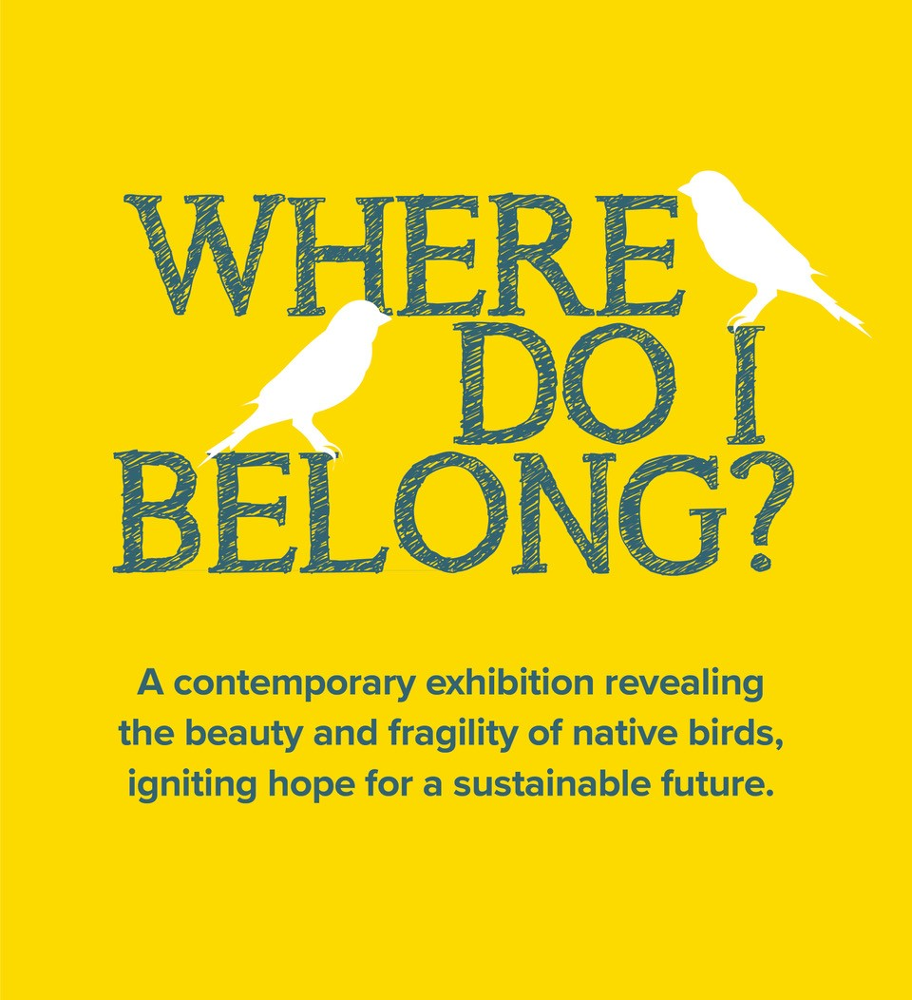 WHERE
DO I
BELONG?
A contemporary exhibition revealing
the beauty and fragility of native birds,
igniting hope for a sustainable future.